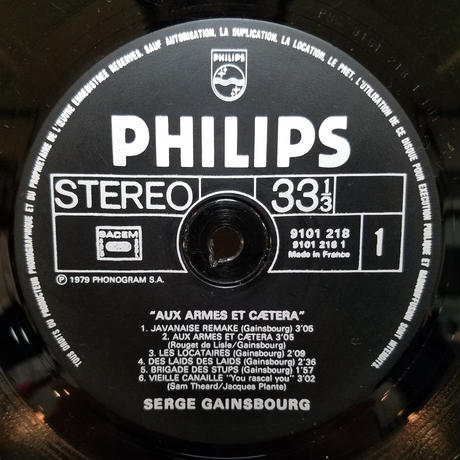 TOUS DROITS DU PRODUCTEUR PHONOGRAPHIQUE ET DU PROPRIETAIRE DE L'ŒUVRE ENREGISTREE RESERVES. SAUF AUTORISATION, LA DUPLICATION, LA LOCATION, LE PRET, L'UTILISATION DE CE DISQUE POUR EXECUTION PUBLIQUE ET RADIODIFFUSION SONT INTERDITS
PHILIPS
PHILIPS
STEREO 33 1/3
BIEM
SACEM
9101 218
9101 218 1
Made in France
1
℗ 1979 PHONOGRAM S.A.
"AUX ARMES ET CÆTERA"
1. JAVANAISE REMAKE (Gainsbourg) 3'05
2. AUX ARMES ET CÆTERA 3'05
(Rouget de Lisle/Gainsbourg)
3. LES LOCATAIRES (Gainsbourg) 2'09
4. DES LAIDS DES LAIDS (Gainsbourg) 2'36
5. BRIGADE DES STUPS (Gainsbourg) 1'57
6. VIEILLE CANAILLE "You rascal you" 3'02
(Sam Theard/Jacques Plante)
SERGE GAINSBOURG